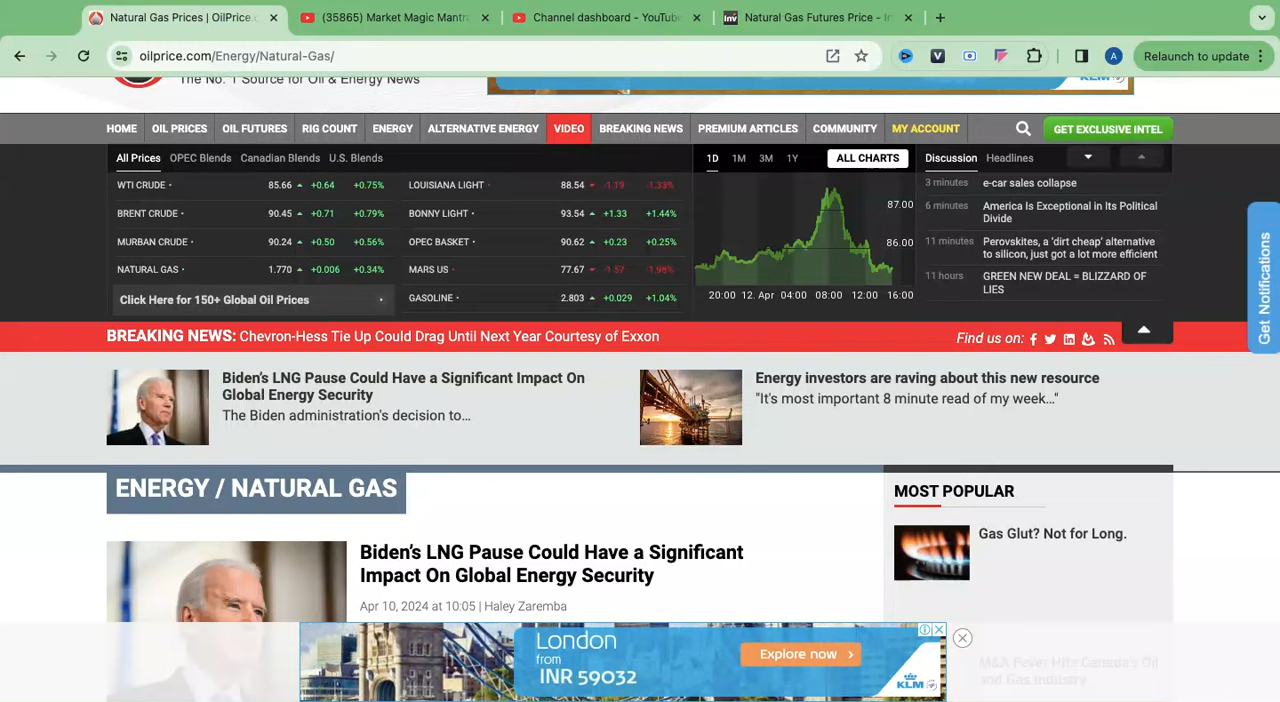 Natural Gas Prices | OilPrice.c
(35865) Market Magic Mantra
Channel dashboard - YouTube
Inv
Natural Gas Futures Price - In
oilprice.com/Energy/Natural-Gas/
A
Relaunch to update
The No. 1 Source for Oil & Energy News
KLM
HOME
OIL PRICES
OIL FUTURES
RIG COUNT
ENERGY
ALTERNATIVE ENERGY
VIDEO
BREAKING NEWS
PREMIUM ARTICLES
COMMUNITY
MY ACCOUNT
GET EXCLUSIVE INTEL
All Prices OPEC Blends Canadian Blends U.S. Blends
WTI CRUDE • 85.66 +0.64 +0.75%
BRENT CRUDE • 90.45 +0.71 +0.79%
MURBAN CRUDE • 90.24 +0.50 +0.56%
NATURAL GAS • 1.770 +0.006 +0.34%
Click Here for 150+ Global Oil Prices
LOUISIANA LIGHT • 88.54 -1.19 -1.33%
BONNY LIGHT • 93.54 +1.33 +1.44%
OPEC BASKET • 90.62 +0.23 +0.25%
MARS US • 77.67 -1.57 -1.98%
GASOLINE • 2.803 +0.029 +1.04%
1D 1M 3M 1Y ALL CHARTS
87.00
86.00
20:00 12. Apr 04:00 08:00 12:00 16:00
Discussion Headlines
3 minutes e-car sales collapse
6 minutes America Is Exceptional in Its Political
Divide
11 minutes Perovskites, a ‘dirt cheap’ alternative
to silicon, just got a lot more efficient
11 hours GREEN NEW DEAL = BLIZZARD OF
LIES
Get Notifications
BREAKING NEWS: Chevron-Hess Tie Up Could Drag Until Next Year Courtesy of Exxon
Find us on:
Biden’s LNG Pause Could Have a Significant Impact On
Global Energy Security
The Biden administration's decision to…
Energy investors are raving about this new resource
"It's most important 8 minute read of my week…"
ENERGY / NATURAL GAS
Biden’s LNG Pause Could Have a Significant
Impact On Global Energy Security
Apr 10, 2024 at 10:05 | Haley Zaremba
MOST POPULAR
Gas Glut? Not for Long.
M&A Fever Hits Canada's Oil
and Gas Industry
London
from
INR 59032
Explore now
KLM